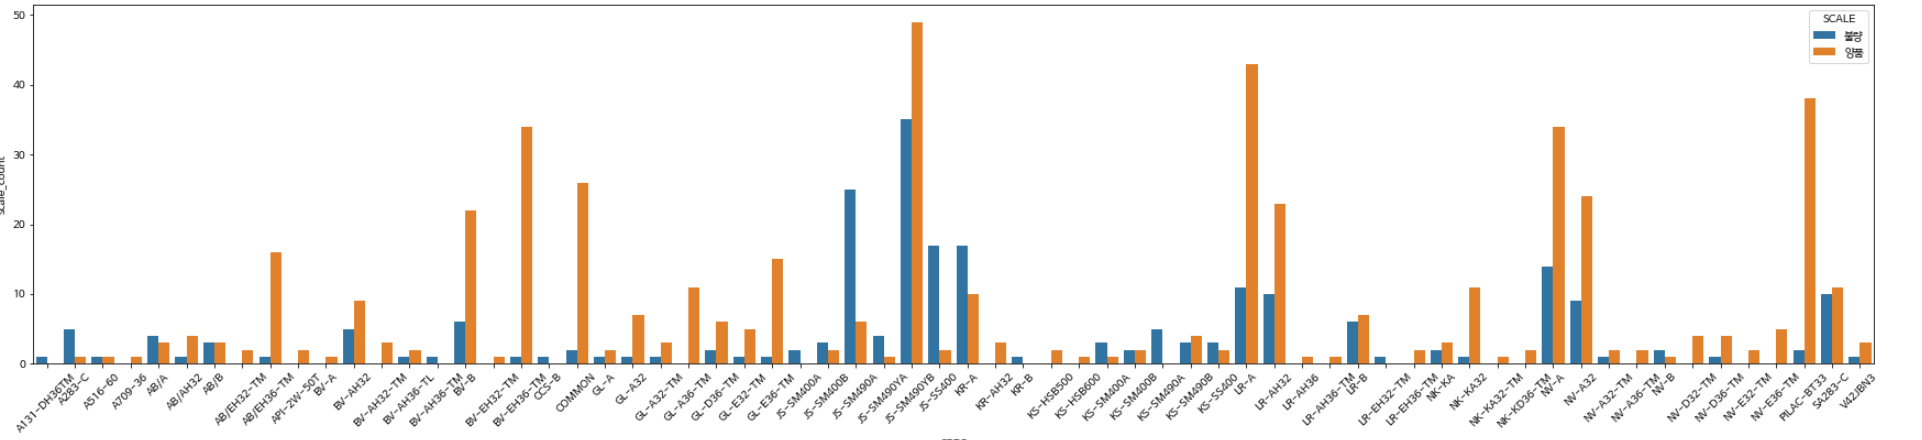 SCALE
불량
양품
50
40
30
20
10
0
scale_count
A131-DH36TM
A283-C
A516-60
A709-36
AB/A
AB/AH32
AB/B
AB/EH32-TM
AB/EH36-TM
API-2W-50T
BV-A
BV-AH32
BV-AH32-TM
BV-AH36-TL
BV-AH36-TM
BV-B
BV-EH32-TM
BV-EH36-TM
CCS-B
COMMON
GL-A
GL-A32
GL-A32-TM
GL-A36-TM
GL-D36-TM
GL-E32-TM
GL-E36-TM
JS-SM400A
JS-SM400B
JS-SM490A
JS-SM490YA
JS-SM490YB
JS-SS400
KR-A
KR-AH32
KR-B
KS-HSB500
KS-HSB600
KS-SM400A
KS-SM400B
KS-SM490A
KS-SM490B
KS-SS400
LR-A
LR-AH32
LR-AH36
LR-AH36-TM
LR-B
LR-EH32-TM
LR-EH36-TM
NK-KA
NK-KA32
NK-KA32-TM
NK-KD36-TM
NV-A
NV-A32
NV-A32-TM
NV-A36-TM
NV-B
NV-D32-TM
NV-D36-TM
NV-E32-TM
NV-E36-TM
PILAC-BT33
SA283-C
V42JBN3